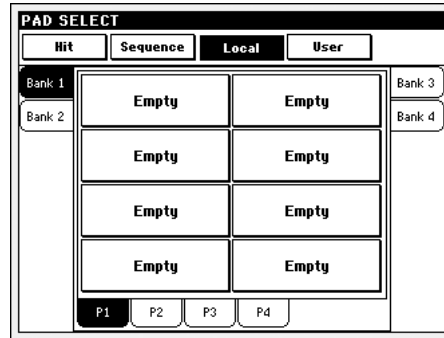 PAD SELECT
Hit Sequence Local User
Bank 1 Empty Empty Bank 3
Bank 2 Bank 4
Empty Empty
Empty Empty
Empty Empty
P1 P2 P3 P4